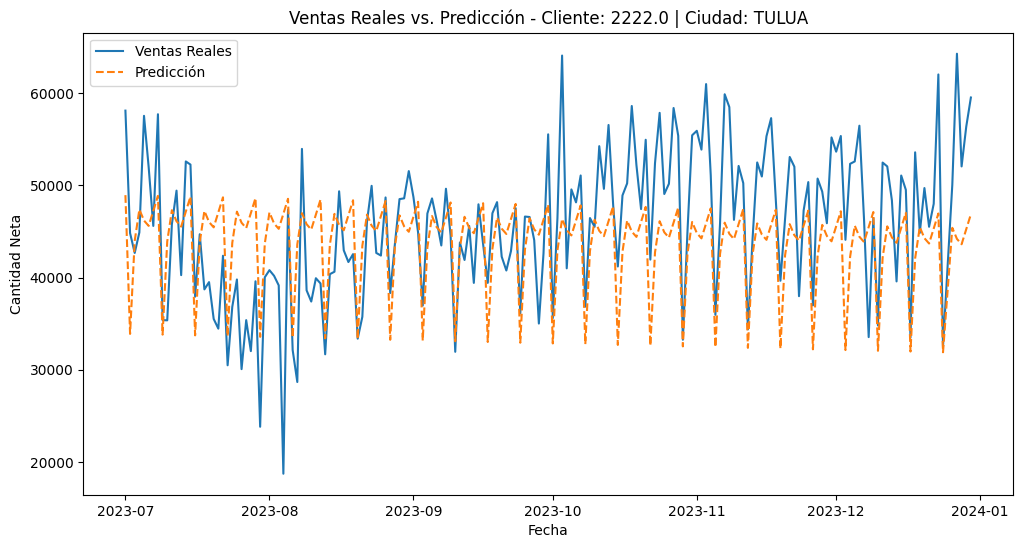 Ventas Reales vs. Predicción - Cliente: 2222.0 | Ciudad: TULUA
Ventas Reales
Predicción
Cantidad Neta
60000
50000
40000
30000
20000
2023-07
2023-08
2023-09
2023-10
2023-11
2023-12
2024-01
Fecha